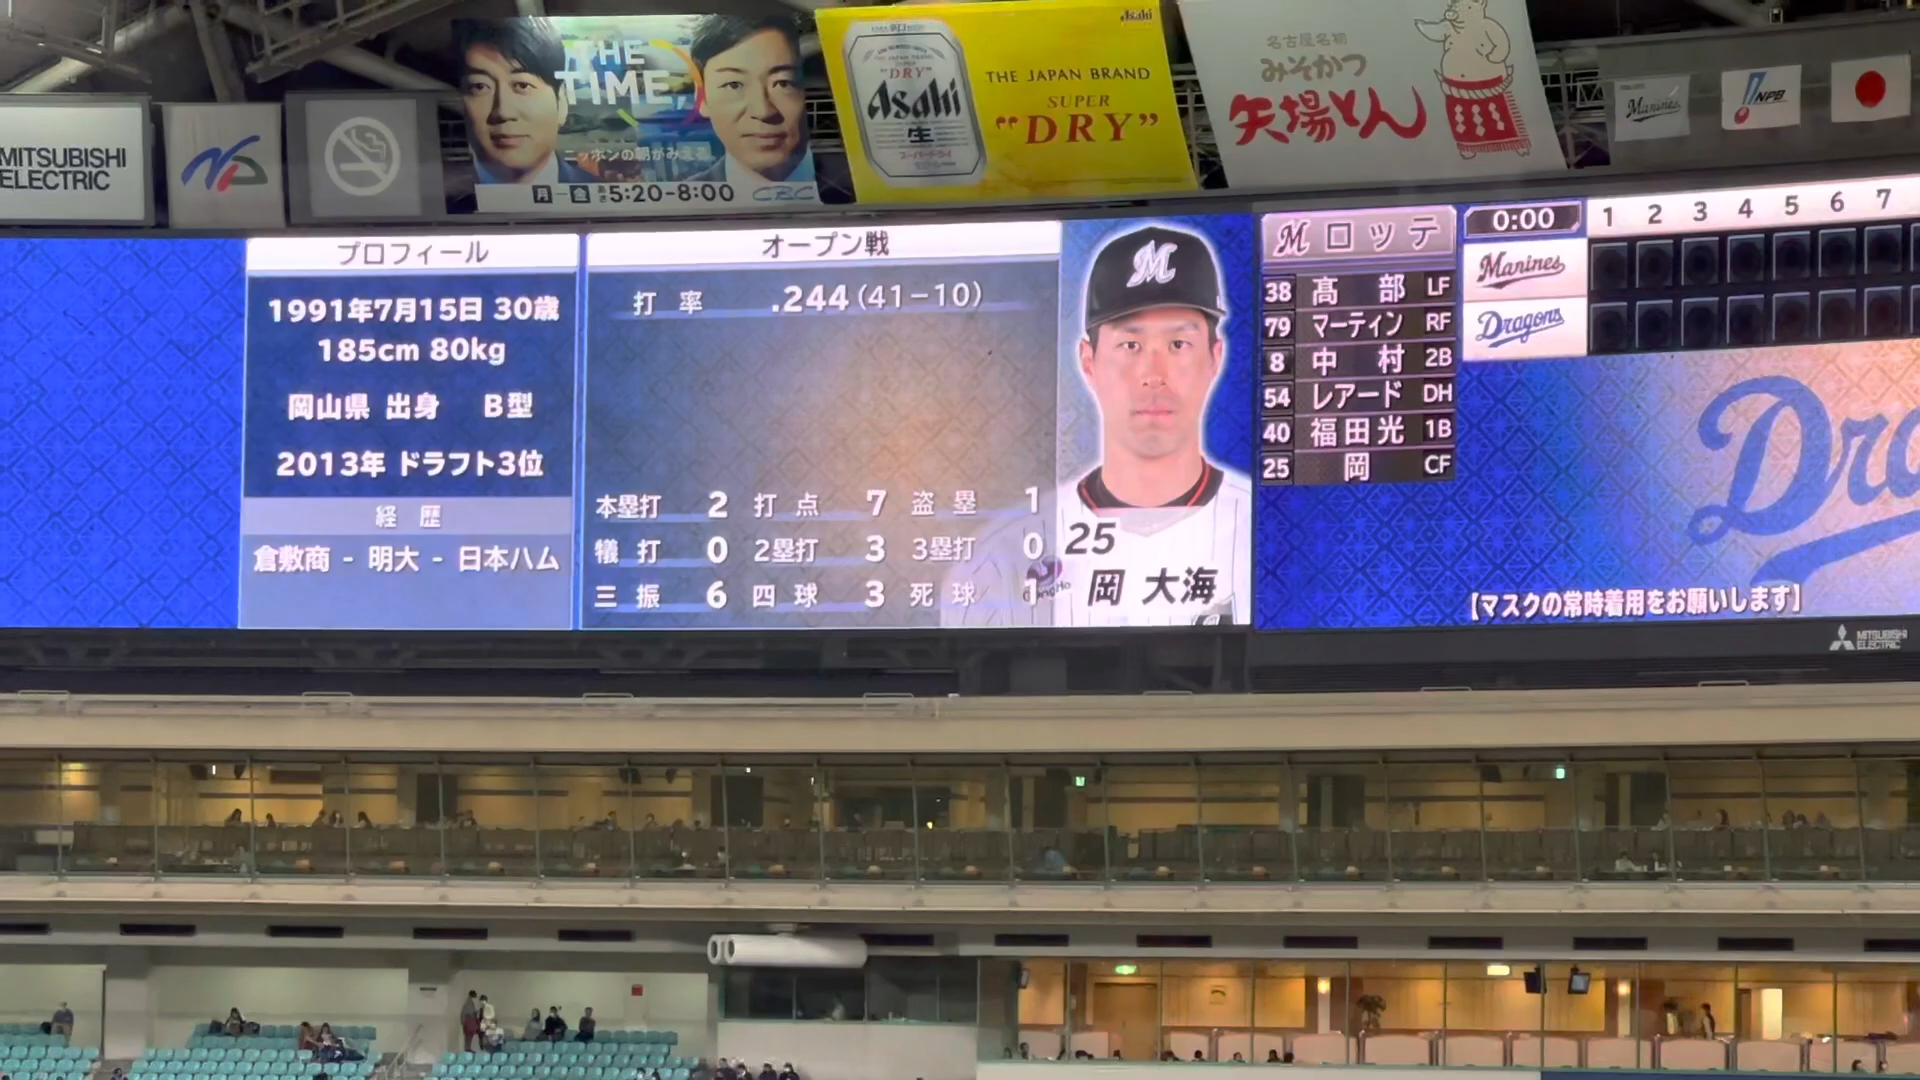 THE
TIME,
ニッポンの朝がみえる。
月-金 あさ5:20-8:00 CBC
Asahi
"DRY"
Asahi
生
THE JAPAN BRAND
SUPER
"DRY"
名古屋名物
みそかつ
矢場とん
Marines
NPB
MITSUBISHI
ELECTRIC
プロフィール
1991年7月15日 30歳
185cm 80kg
岡山県 出身 B型
2013年 ドラフト3位
経歴
倉敷商 - 明大 - 日本ハム
オープン戦
打率 .244(41-10)
本塁打 2 打点 7 盗塁 1
犠打 0 2塁打 3 3塁打 0
三振 6 四球 3 死球 1
25
岡 大海
M ロッテ
38 髙部 LF
79 マーティン RF
8 中村 2B
54 レアード DH
40 福田光 1B
25 岡 CF
0:00 1 2 3 4 5 6 7
Marines
Dragons
Dra
【マスクの常時着用をお願いします】
MITSUBISHI
ELECTRIC